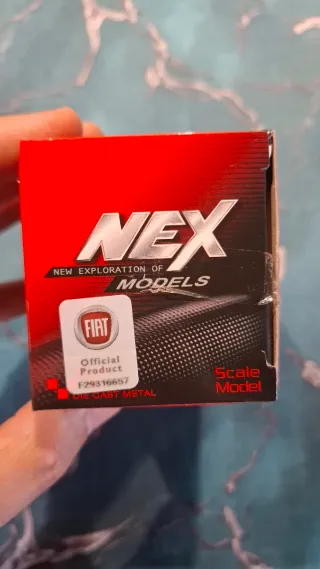 NEX
NEW EXPLORATION OF
MODELS
FIAT
Official
Product
F29316657
DIE CAST METAL
Scale
Model